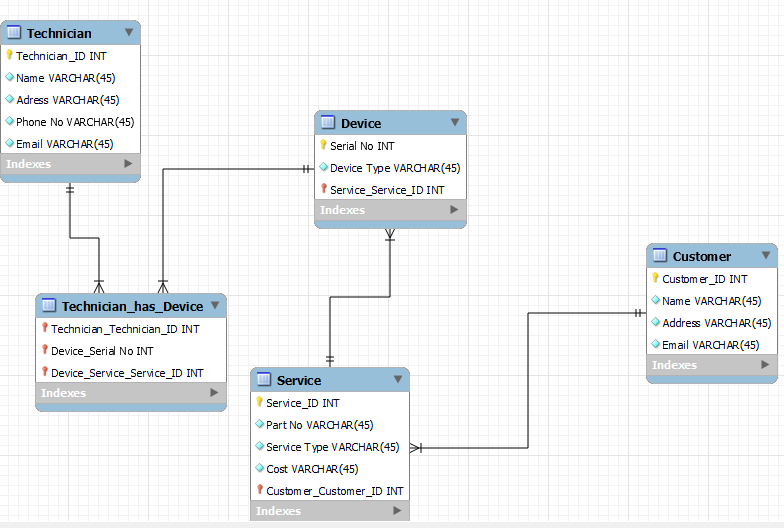 Technician
Technician_ID INT
Name VARCHAR(45)
Adress VARCHAR(45)
Phone No VARCHAR(45)
Email VARCHAR(45)
Indexes
Device
Serial No INT
Device Type VARCHAR(45)
Service_Service_ID INT
Indexes
Customer
Customer_ID INT
Name VARCHAR(45)
Address VARCHAR(45)
Email VARCHAR(45)
Indexes
Technician_has_Device
Technician_Technician_ID INT
Device_Serial No INT
Device_Service_Service_ID INT
Indexes
Service
Service_ID INT
Part No VARCHAR(45)
Service Type VARCHAR(45)
Cost VARCHAR(45)
Customer_Customer_ID INT
Indexes